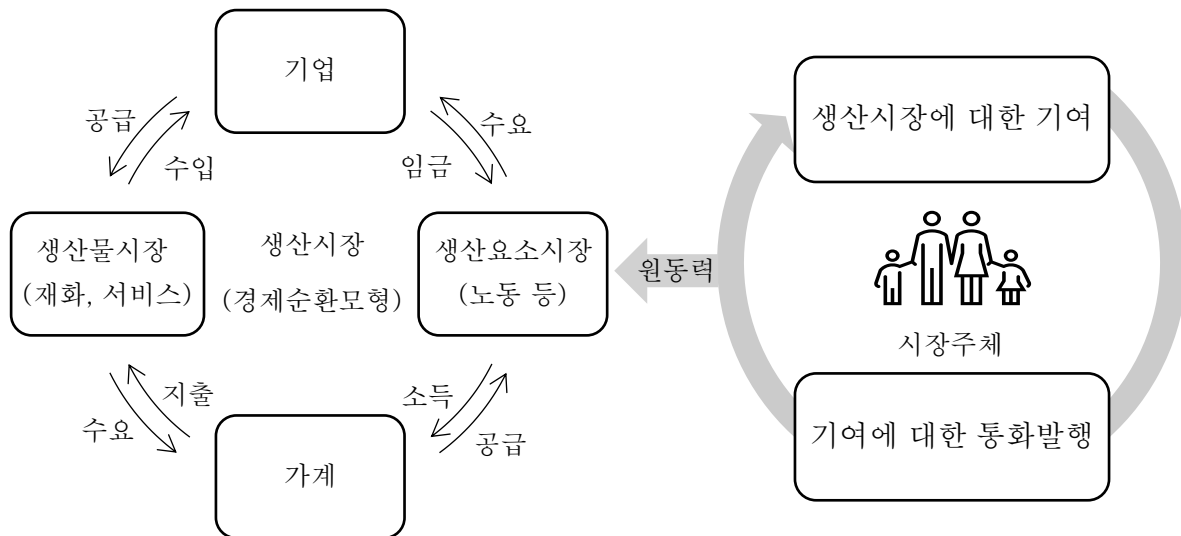 기업
공급
수입
수요
임금
생산물시장
(재화, 서비스)
생산시장
(경제순환모형)
생산요소시장
(노동 등)
지출
수요
소득
공급
가계
원동력
생산시장에 대한 기여
시장주체
기여에 대한 통화발행